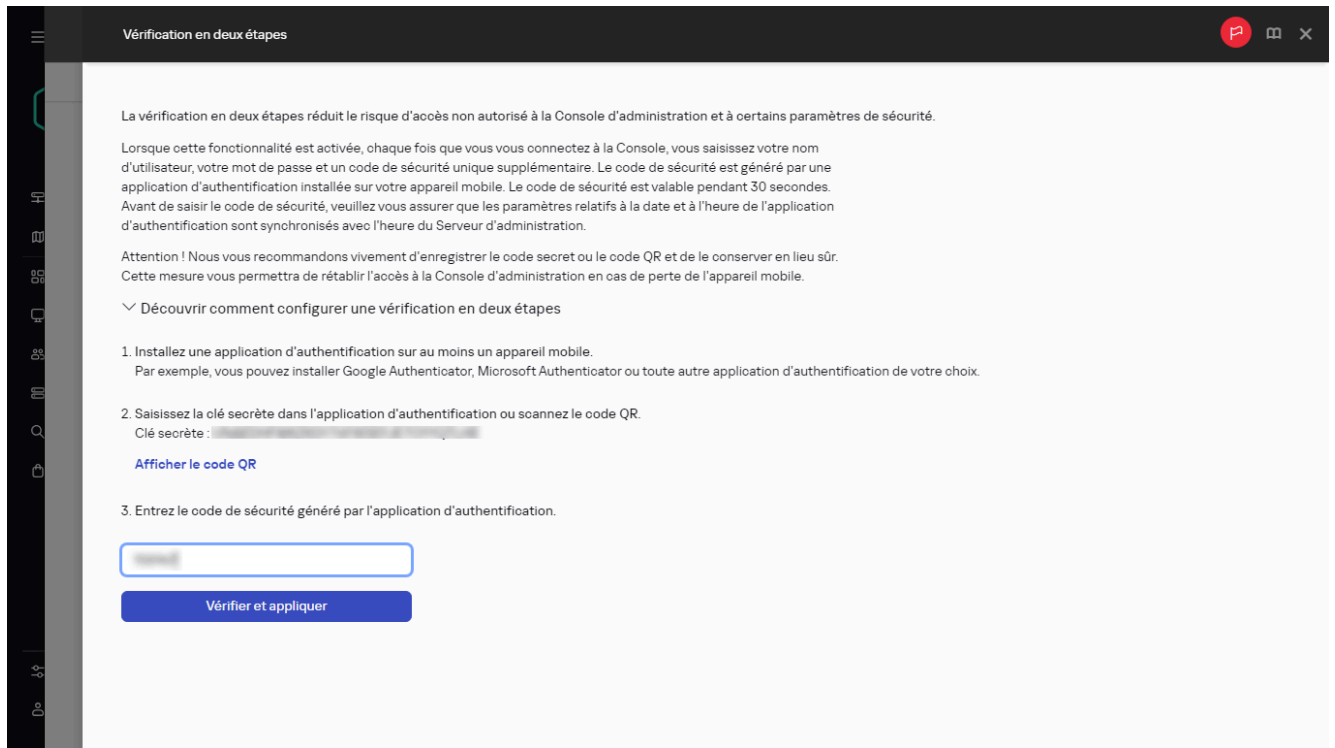 Vérification en deux étapes
La vérification en deux étapes réduit le risque d'accès non autorisé à la Console d'administration et à certains paramètres de sécurité.
Lorsque cette fonctionnalité est activée, chaque fois que vous vous connectez à la Console, vous saisissez votre nom
d'utilisateur, votre mot de passe et un code de sécurité unique supplémentaire. Le code de sécurité est généré par une
application d'authentification installée sur votre appareil mobile. Le code de sécurité est valable pendant 30 secondes.
Avant de saisir le code de sécurité, veuillez vous assurer que les paramètres relatifs à la date et à l'heure de l'application
d'authentification sont synchronisés avec l'heure du Serveur d'administration.
Attention ! Nous vous recommandons vivement d'enregistrer le code secret ou le code QR et de le conserver en lieu sûr.
Cette mesure vous permettra de rétablir l'accès à la Console d'administration en cas de perte de l'appareil mobile.
Découvrir comment configurer une vérification en deux étapes
1. Installez une application d'authentification sur au moins un appareil mobile.
Par exemple, vous pouvez installer Google Authenticator, Microsoft Authenticator ou toute autre application d'authentification de votre choix.
2. Saisissez la clé secrète dans l'application d'authentification ou scannez le code QR.
Clé secrète :
Afficher le code QR
3. Entrez le code de sécurité généré par l'application d'authentification.
Vérifier et appliquer